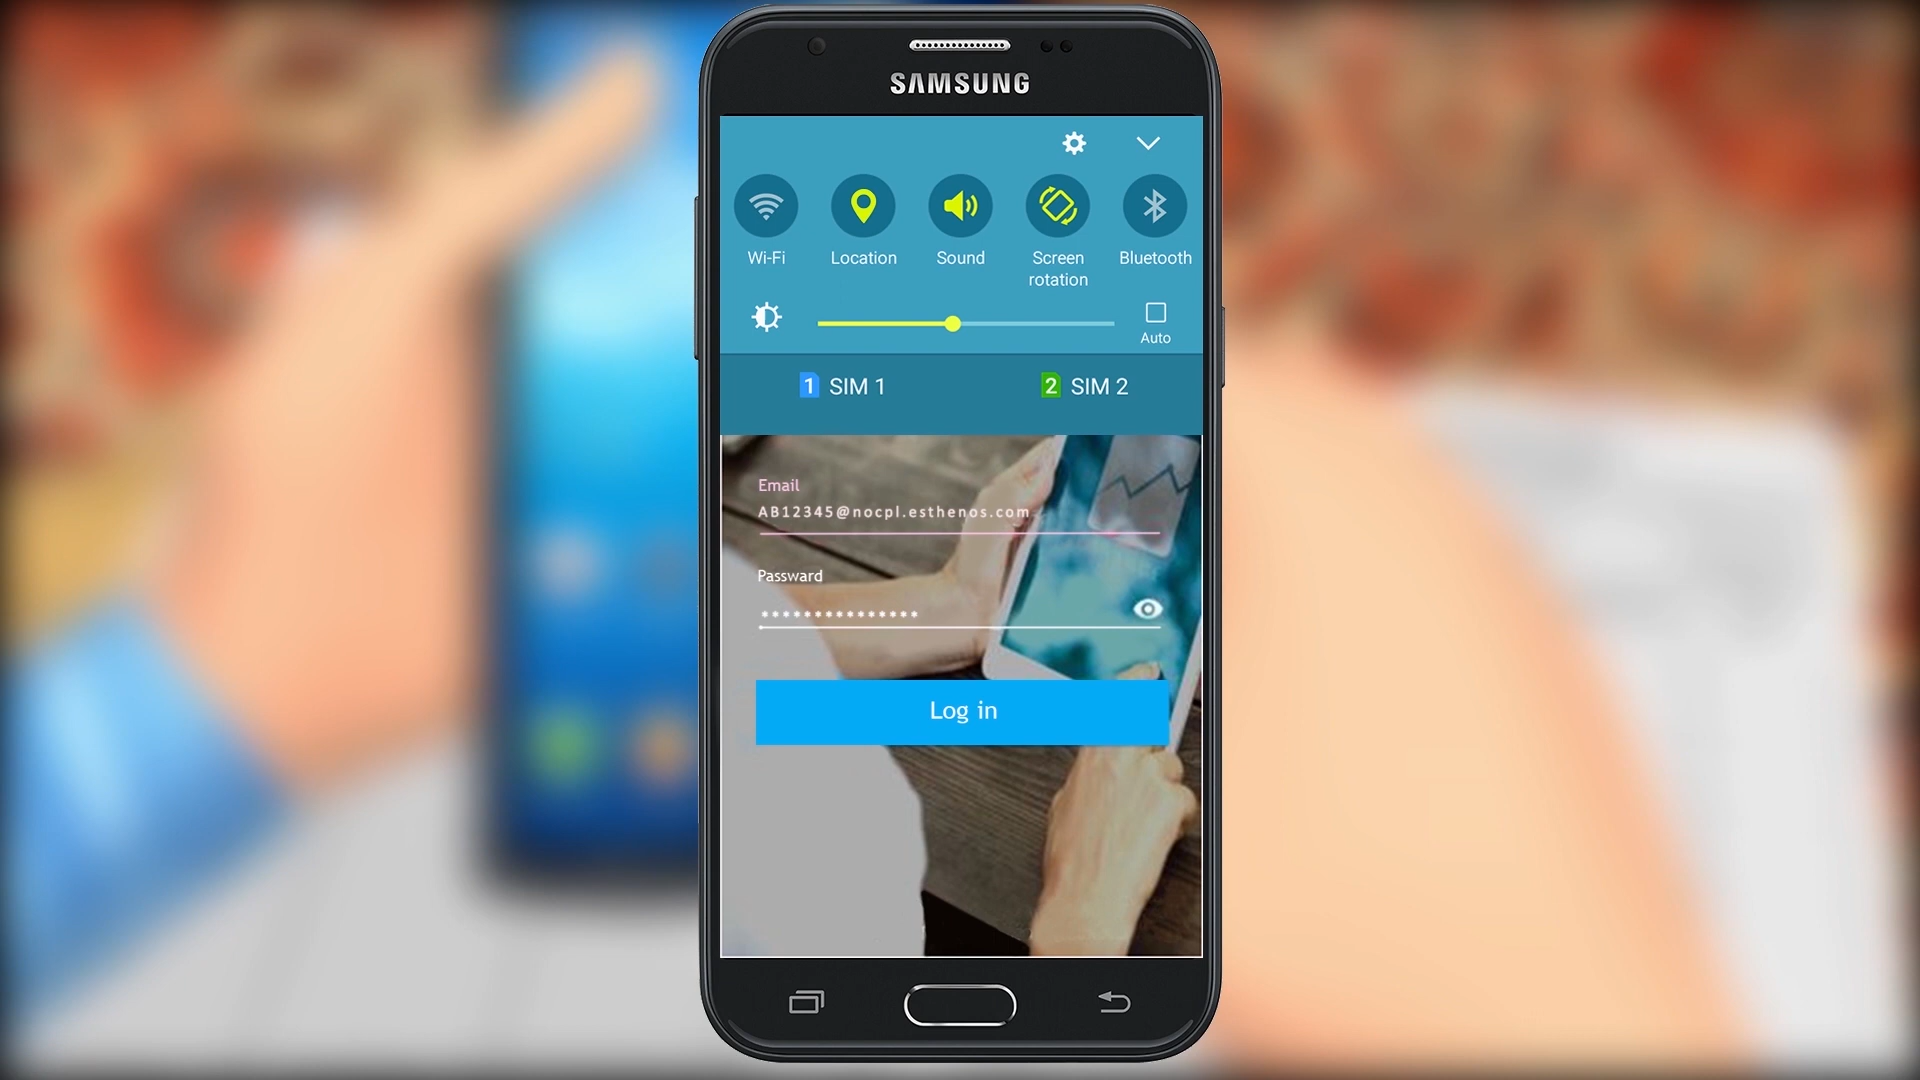 SAMSUNG
Wi-Fi Location Sound Screen rotation Bluetooth
Auto
1 SIM 1 2 SIM 2
Email
AB12345@nocpl.esthenos.com
Passward
***************
Log in